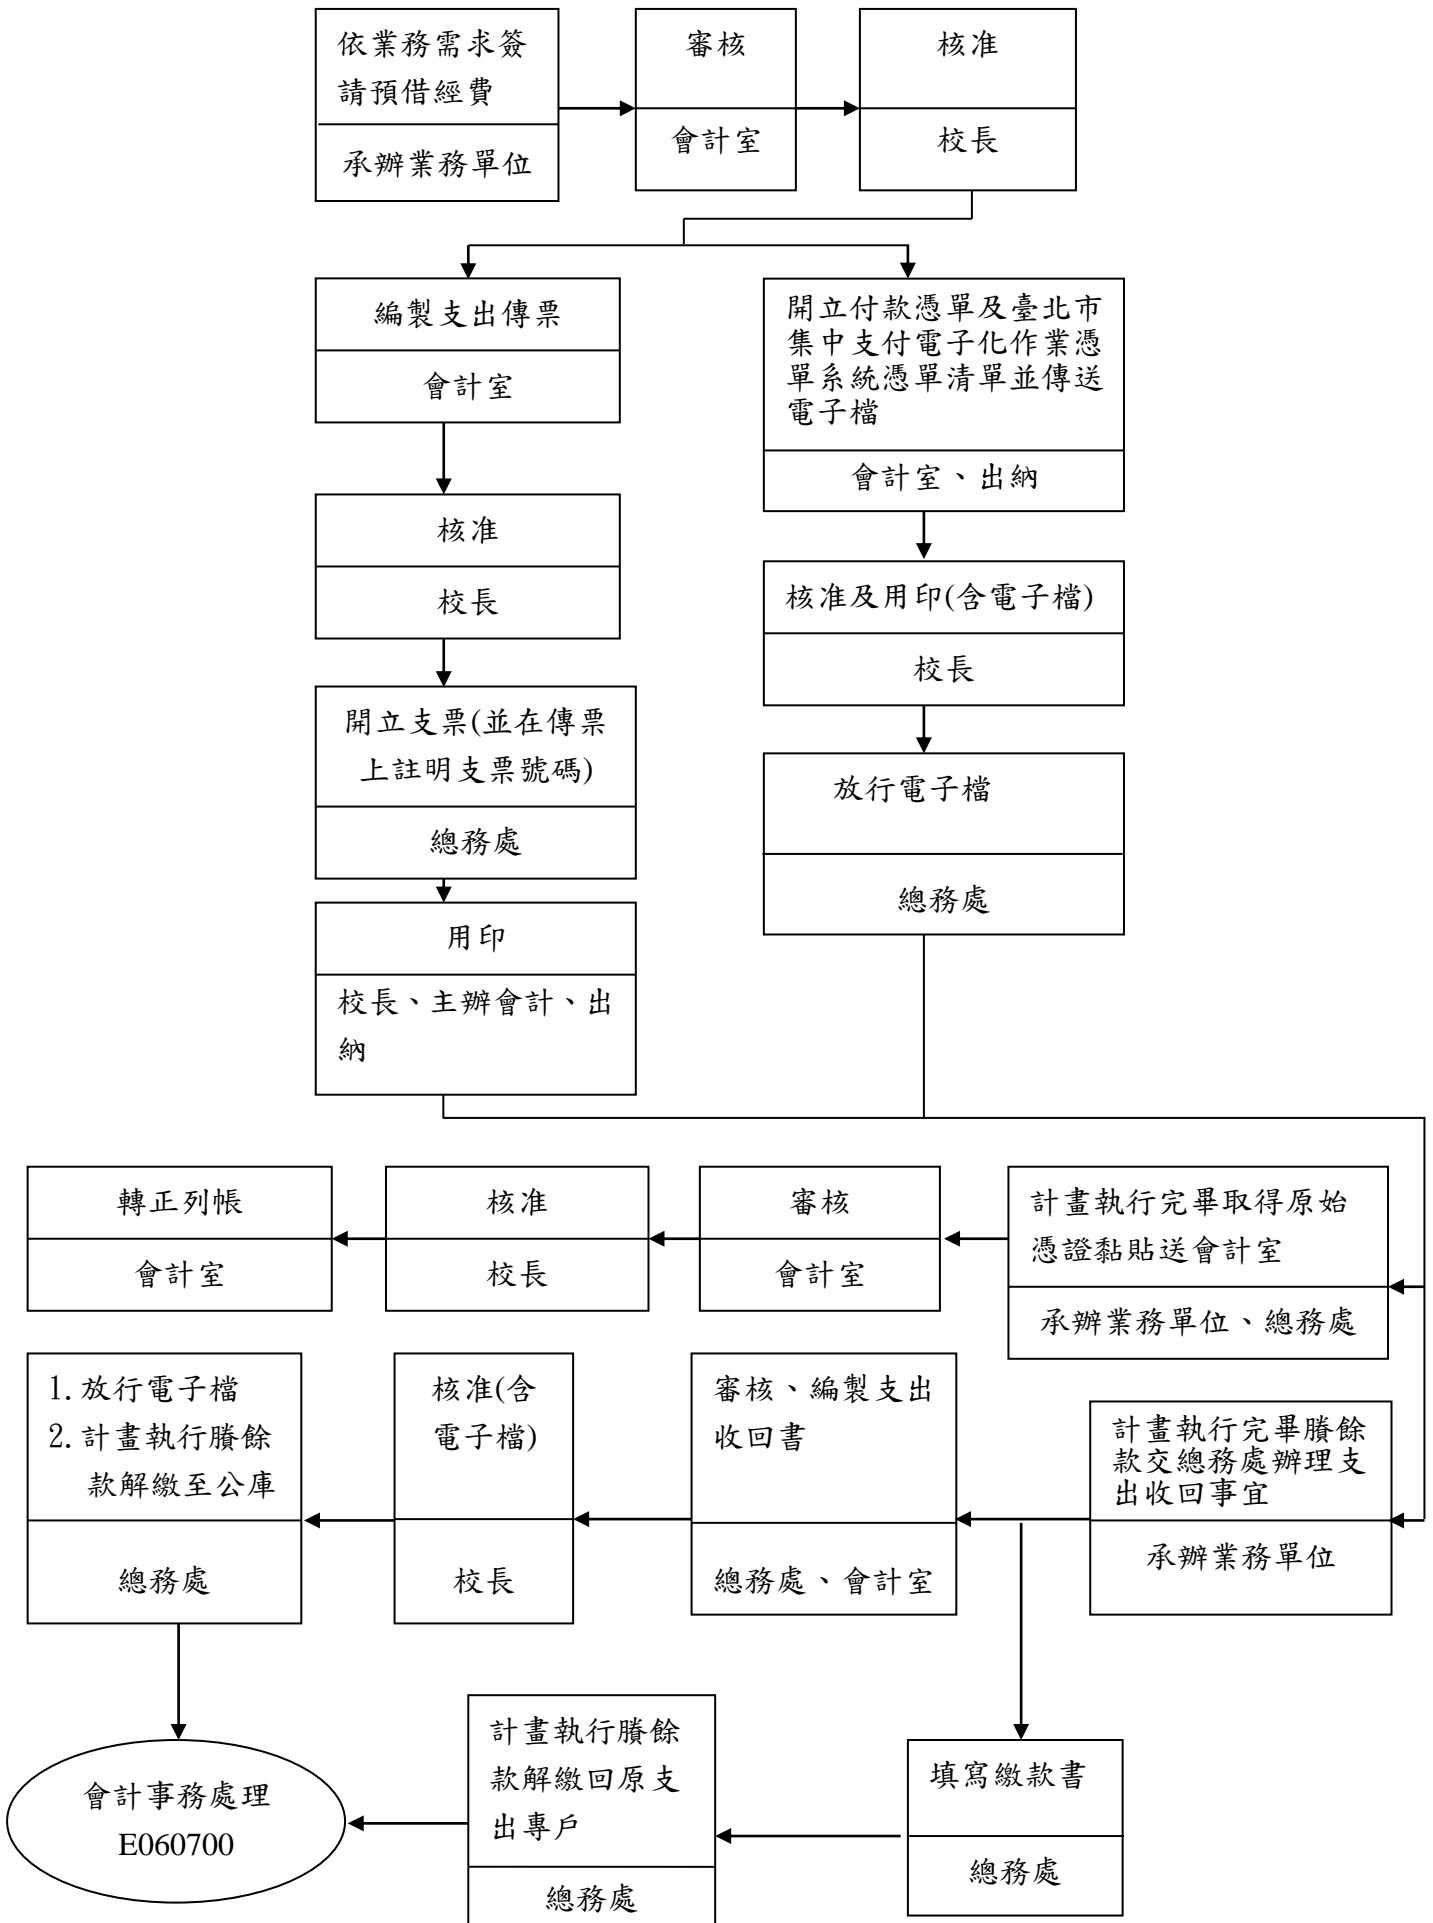 依業務需求簽
請預借經費
承辦業務單位
審核
會計室
核准
校長
編製支出傳票
會計室
核准
校長
開立支票(並在傳票
上註明支票號碼)
總務處
用印
校長、主辦會計、出
納
開立付款憑單及臺北市
集中支付電子化作業憑
單系統憑單清單並傳送
電子檔
會計室、出納
核准及用印(含電子檔)
校長
放行電子檔
總務處
計畫執行完畢取得原始
憑證黏貼送會計室
承辦業務單位、總務處
審核
會計室
核准
校長
轉正列帳
會計室
計畫執行完畢賸餘
款交總務處辦理支
出收回事宜
承辦業務單位
審核、編製支出
收回書
總務處、會計室
核准(含
電子檔)
校長
1.放行電子檔
2.計畫執行賸餘
款解繳至公庫
總務處
填寫繳款書
總務處
計畫執行賸餘
款解繳回原支
出專戶
總務處
會計事務處理
E060700